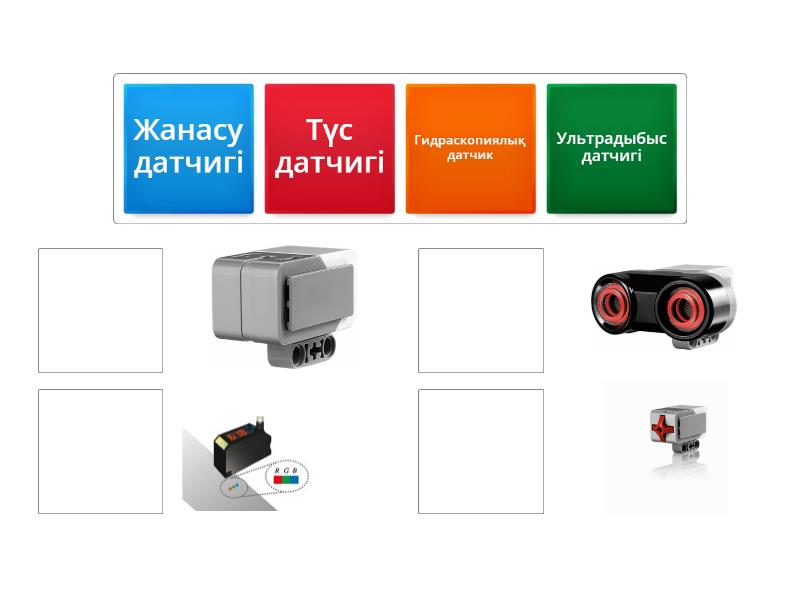 Жанасу
датчигі
Түс
датчигі
Гидраскопиялық
датчик
Ультрадыбыс
датчигі
R G B